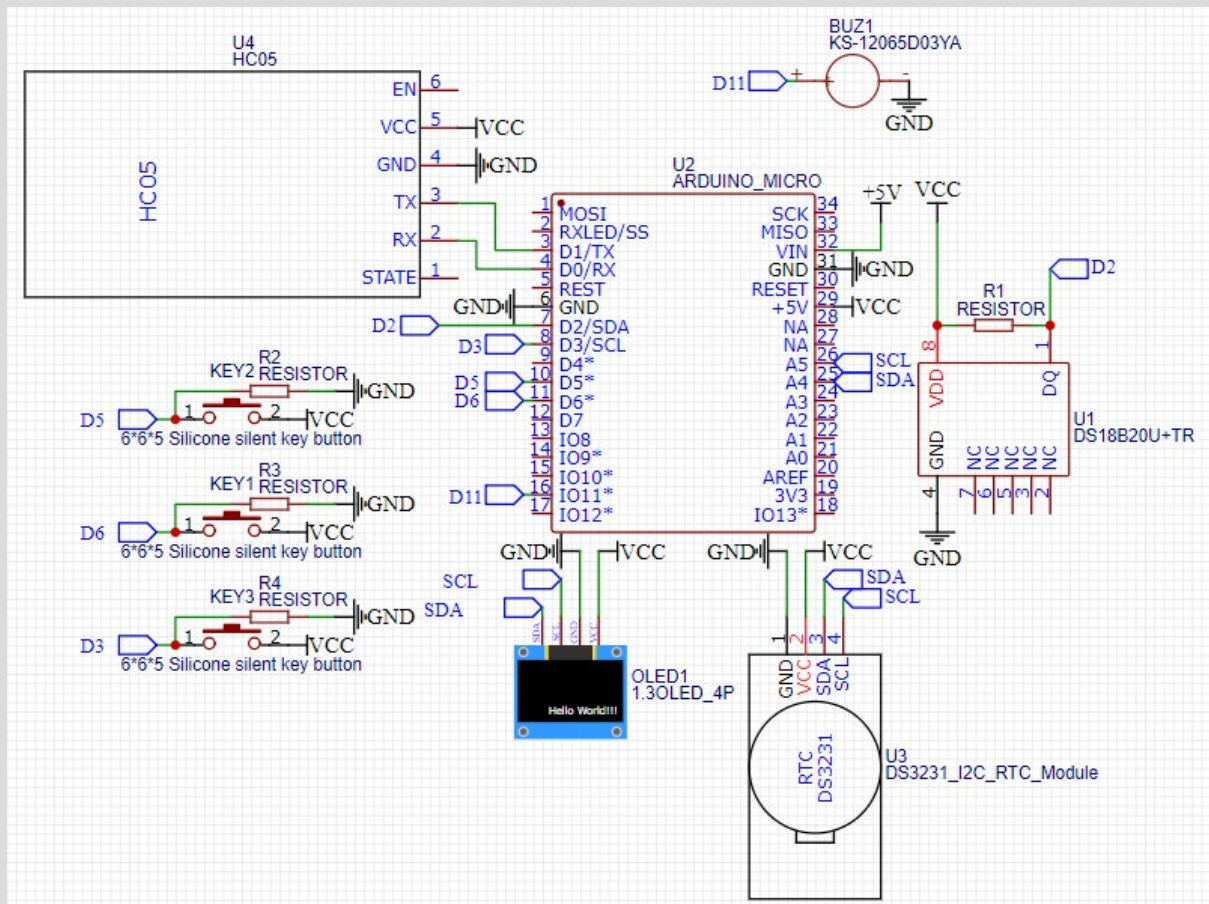 U4
HC05
HC05
EN 6
VCC 5 VCC
GND 4 GND
TX 3
RX 2
STATE 1
BUZ1
KS-12065D03YA
D11 + -
GND
U2
ARDUINO_MICRO
1 MOSI
2 RXLED/SS
3 D1/TX
4 D0/RX
5 REST
GND 6 GND
D2 7 D2/SDA
D3 8 D3/SCL
9 D4*
D5 10 D5*
D6 11 D6*
12 D7
13 IO8
14 IO9*
15 IO10*
D11 16 IO11*
17 IO12*
SCK 34
MISO 33
VIN 32 +5V
GND 31 GND
RESET 30
+5V 29 VCC
NA 28
NA 27
A5 26 SCL
A4 25 SDA
A3 24
A2 23
A1 22
A0 21
AREF 20
3V3 19
IO13* 18
VCC
D2
R1
RESISTOR
8 1
VDD DQ
U1
DS18B20U+TR
GND NC NC NC NC NC
4 7 6 5 3 2
GND
R2
KEY2 RESISTOR GND
D5 1 2 VCC
6*6*5 Silicone silent key button
R3
KEY1 RESISTOR GND
D6 1 2 VCC
6*6*5 Silicone silent key button
R4
KEY3 RESISTOR GND
D3 1 2 VCC
6*6*5 Silicone silent key button
GND VCC
SCL
SDA
SDA SCL GND VCC
OLED1
1.3OLED_4P
Hello World!!!
GND VCC
SDA
SCL
1 2 3 4
GND VCC SDA SCL
RTC
DS3231
U3
DS3231_I2C_RTC_Module